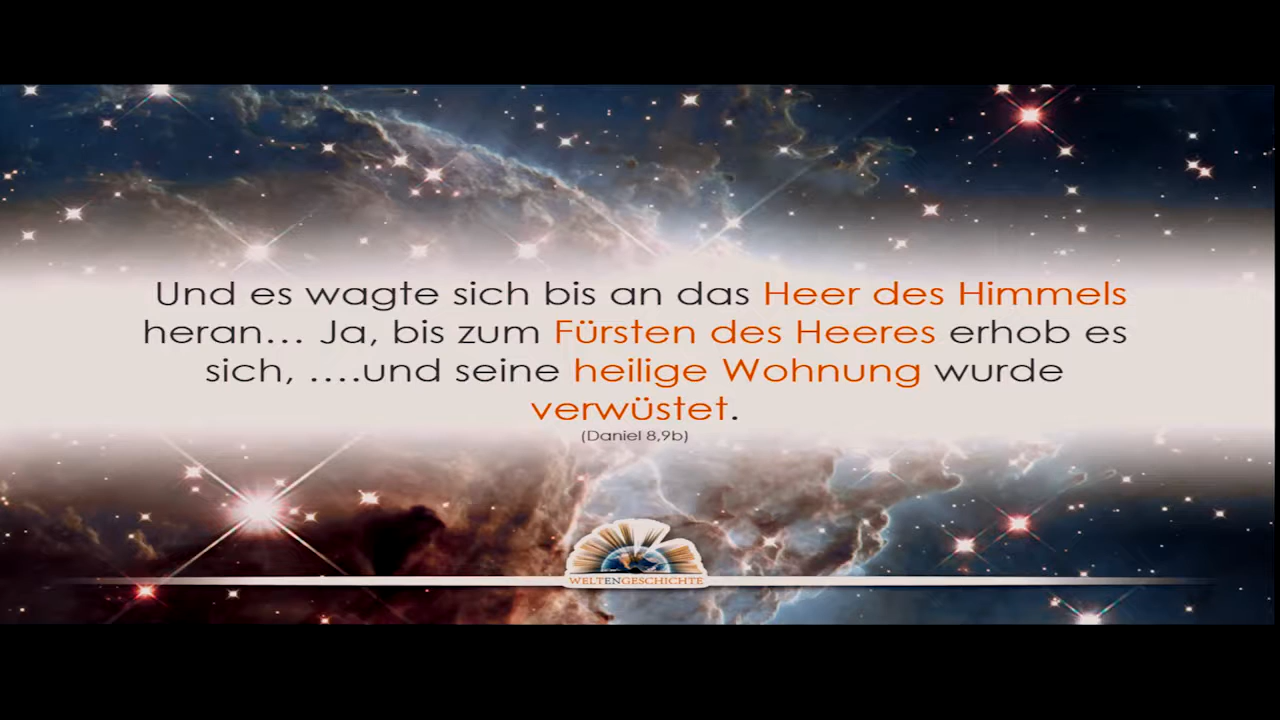 Und es wagte sich bis an das Heer des Himmels
heran... Ja, bis zum Fürsten des Heeres erhob es
sich, ....und seine heilige Wohnung wurde
verwüstet.
(Daniel 8,9b)
WELTENGESCHICHTE